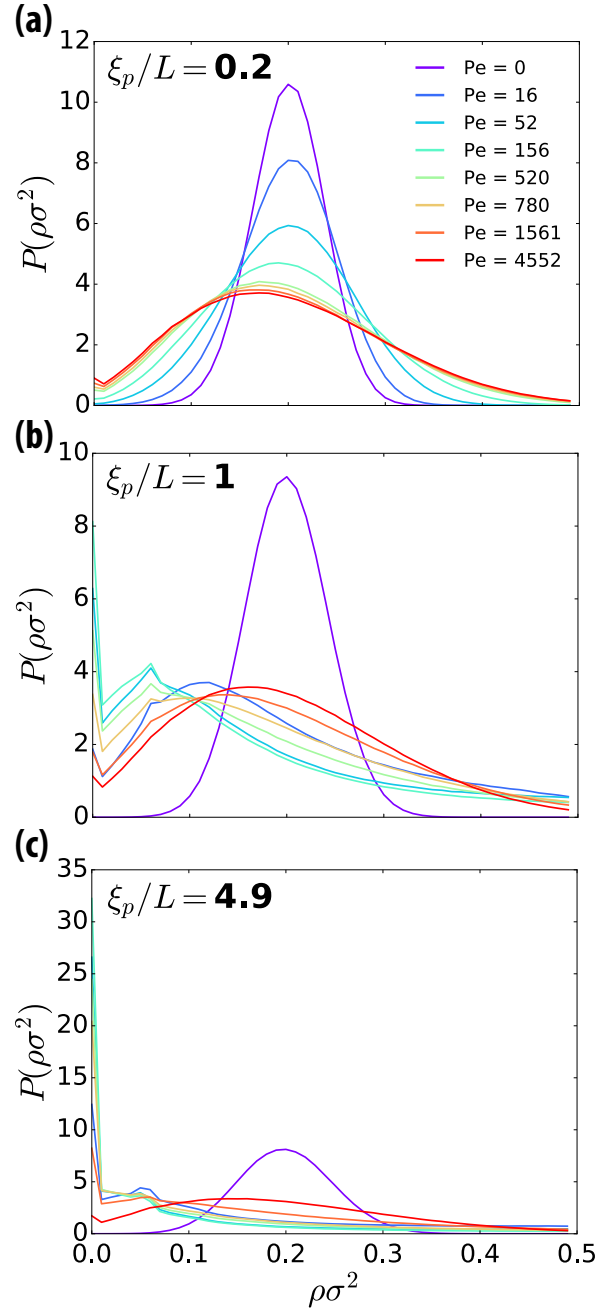 (a)
12
10
8
6
4
2
0
P(ρσ²)
ξ_p/L = 0.2
Pe = 0
Pe = 16
Pe = 52
Pe = 156
Pe = 520
Pe = 780
Pe = 1561
Pe = 4552
(b)
10
8
6
4
2
0
P(ρσ²)
ξ_p/L = 1
(c)
35
30
25
20
15
10
5
0
P(ρσ²)
ξ_p/L = 4.9
0.0 0.1 0.2 0.3 0.4 0.5
ρσ²